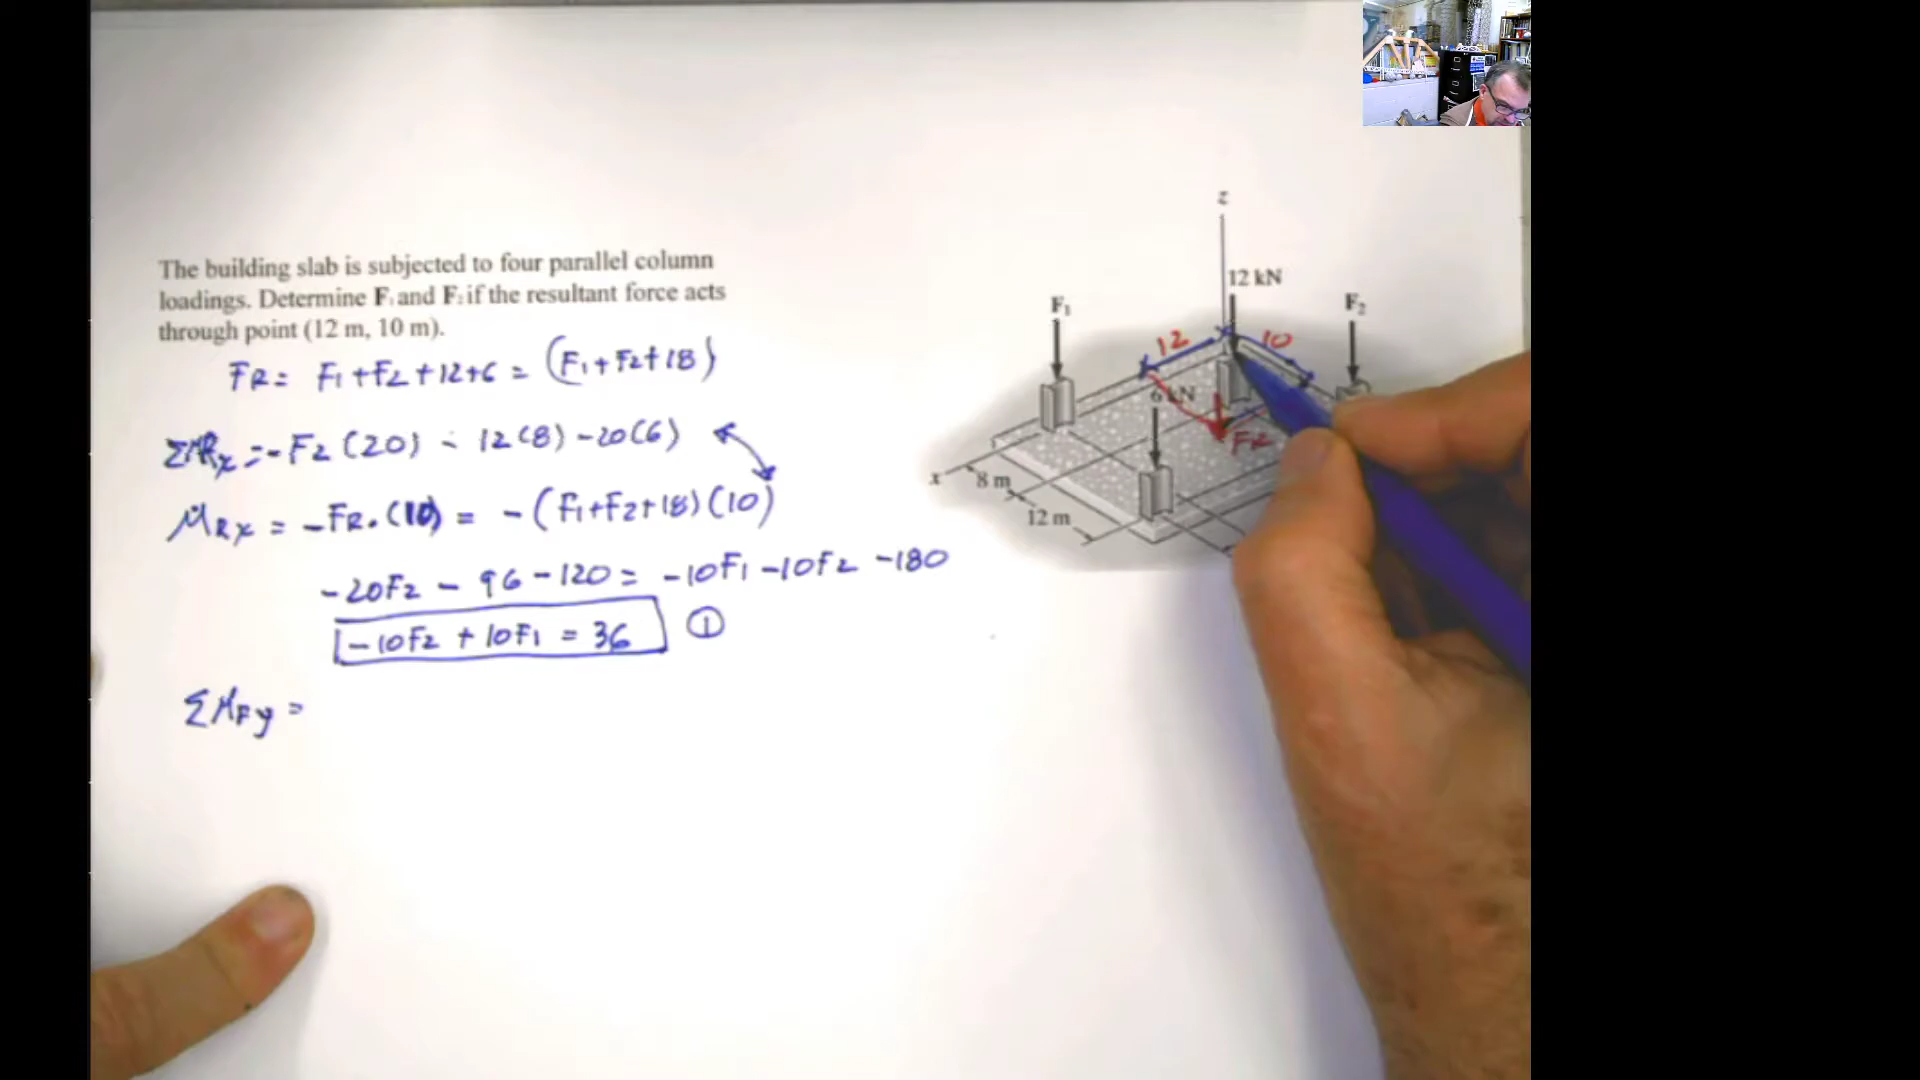 The building slab is subjected to four parallel column
loadings. Determine F₁ and F₂ if the resultant force acts
through point (12 m, 10 m).
FR = F1 + F2 + 12 + 6 = (F1 + F2 + 18)
ΣMRx = - F2 (20) - 12 (8) - 20 (6)
MRx = - FR . (10) = - (F1 + F2 + 18) (10)
-20F2 - 96 - 120 = -10F1 - 10F2 - 180
-10F2 + 10F1 = 36 ①
ΣMFy =
z
12 kN
F₁
F₂
12
10
6 kN
FR
x
8 m
12 m